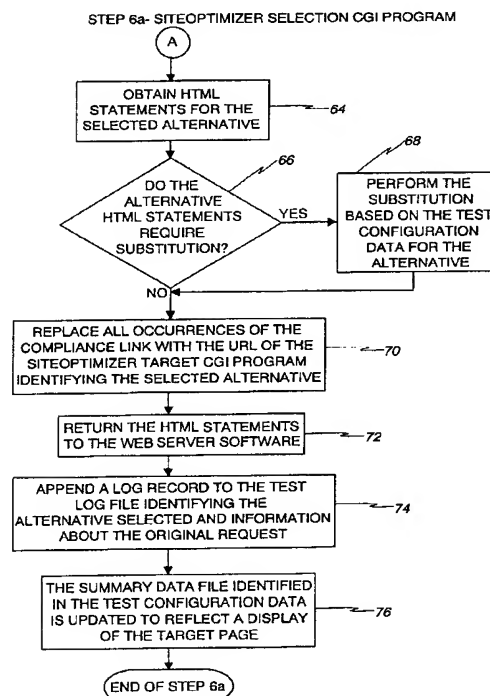 STEP 6a- SITEOPTIMIZER SELECTION CGI PROGRAM
A
OBTAIN HTML
STATEMENTS FOR THE
SELECTED ALTERNATIVE
64
66
68
DO THE
ALTERNATIVE
HTML STATEMENTS
REQUIRE
SUBSTITUTION?
YES
PERFORM THE
SUBSTITUTION
BASED ON THE TEST
CONFIGURATION
DATA FOR THE
ALTERNATIVE
NO
REPLACE ALL OCCURRENCES OF THE
COMPLIANCE LINK WITH THE URL OF THE
SITEOPTIMIZER TARGET CGI PROGRAM
IDENTIFYING THE SELECTED ALTERNATIVE
70
RETURN THE HTML STATEMENTS
TO THE WEB SERVER SOFTWARE
72
APPEND A LOG RECORD TO THE TEST
LOG FILE IDENTIFYING THE
ALTERNATIVE SELECTED AND INFORMATION
ABOUT THE ORIGINAL REQUEST
74
THE SUMMARY DATA FILE IDENTIFIED
IN THE TEST CONFIGURATION DATA
IS UPDATED TO REFLECT A DISPLAY
OF THE TARGET PAGE
76
END OF STEP 6a